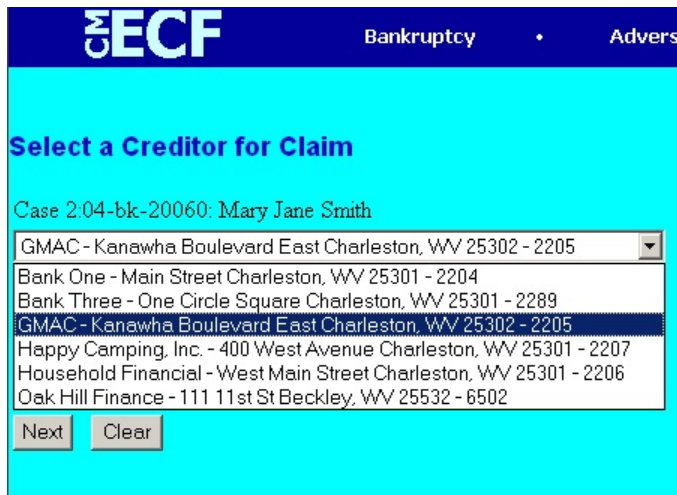 CM ECF Bankruptcy • Advers
Select a Creditor for Claim
Case 2:04-bk-20060: Mary Jane Smith
GMAC - Kanawha Boulevard East Charleston, WV 25302 - 2205
Bank One - Main Street Charleston, WV 25301 - 2204
Bank Three - One Circle Square Charleston, WV 25301 - 2289
GMAC - Kanawha Boulevard East Charleston, WV 25302 - 2205
Happy Camping, Inc. - 400 West Avenue Charleston, WV 25301 - 2207
Household Financial - West Main Street Charleston, WV 25301 - 2206
Oak Hill Finance - 111 11st St Beckley, WV 25532 - 6502
Next Clear